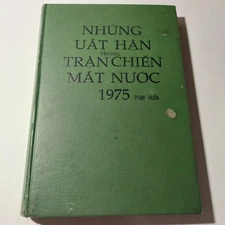 NHỮNG
UẤT HẬN
TRONG
TRẬN CHIẾN
MẤT NƯỚC
1975 PHẠM HUẤN